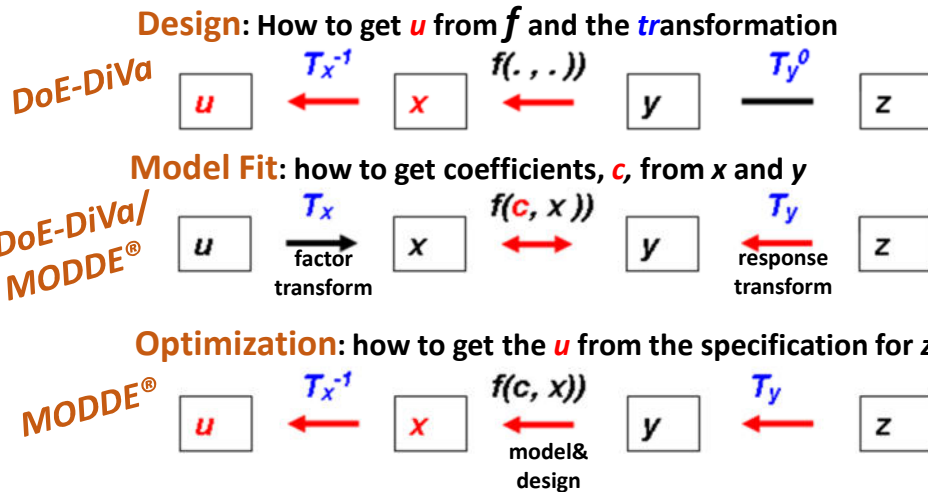 Design: How to get u from f and the transformation
DoE-DiVa
Tx⁻¹ f(. , . )) Ty⁰
u x y z
Model Fit: how to get coefficients, c, from x and y
DoE-DiVa/
MODDE®
Tx f(c, x )) Ty
u x y z
factor
transform
response
transform
Optimization: how to get the u from the specification for z
MODDE®
Tx⁻¹ f(c, x)) Ty
u x y z
model&
design